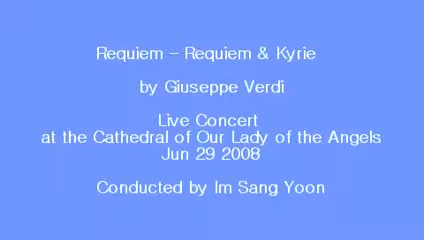 Requiem - Requiem & Kyrie
by Giuseppe Verdi
Live Concert
at the Cathedral of Our Lady of the Angels
Jun 29 2008
Conducted by Im Sang Yoon